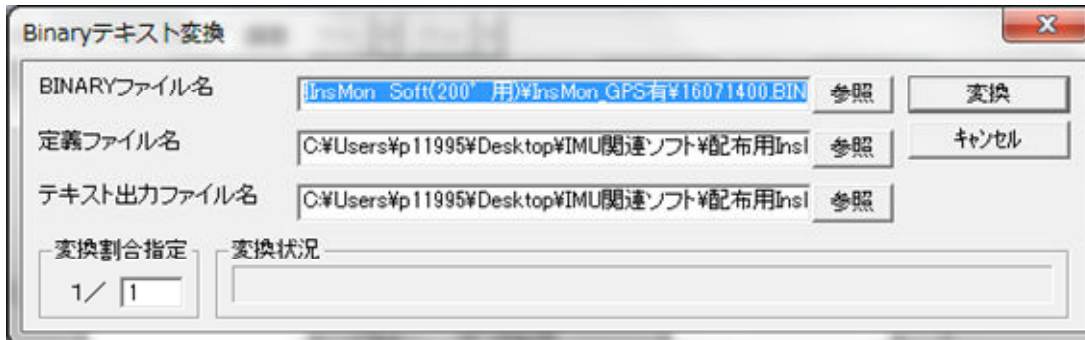 Binaryテキスト変換
BINARYファイル名
InsMon Soft(200’用)¥InsMon_GPS有¥16071400.BIN
参照
変換
定義ファイル名
C:¥Users¥p11995¥Desktop¥IMU関連ソフト¥配布用Insl
参照
キャンセル
テキスト出力ファイル名
C:¥Users¥p11995¥Desktop¥IMU関連ソフト¥配布用Insl
参照
変換割合指定
1/ 1
変換状況